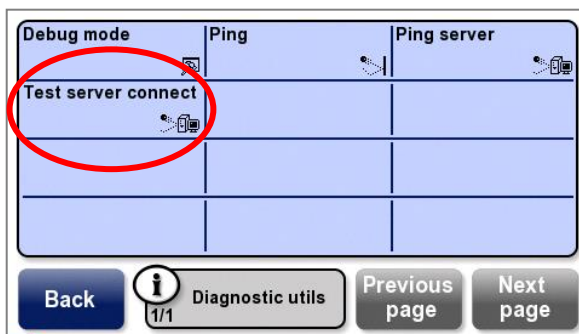 Debug mode
Ping
Ping server
Test server connect
Back
i
1/1
Diagnostic utils
Previous
page
Next
page